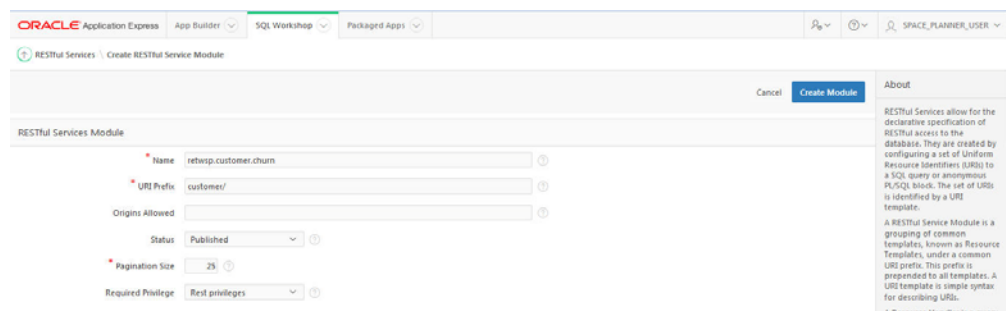 ORACLE Application Express App Builder SQL Workshop Packaged Apps SPACE_PLANNER_USER
RESTful Services \ Create RESTful Service Module
Cancel Create Module
RESTful Services Module
* Name retwsp.customer.churn
* URI Prefix customer/
Origins Allowed
Status Published
* Pagination Size 25
Required Privilege Rest privileges
About
RESTful Services allow for the
declarative specification of
RESTful access to the
database. They are created by
configuring a set of Uniform
Resource Identifiers (URIs) to
a SQL query or anonymous
PL/SQL block. The set of URIs
is identified by a URI
template.
A RESTful Service Module is a
grouping of common
templates, known as Resource
Templates, under a common
URI prefix. This prefix is
prepended to all templates. A
URI template is simple syntax
for describing URIs.